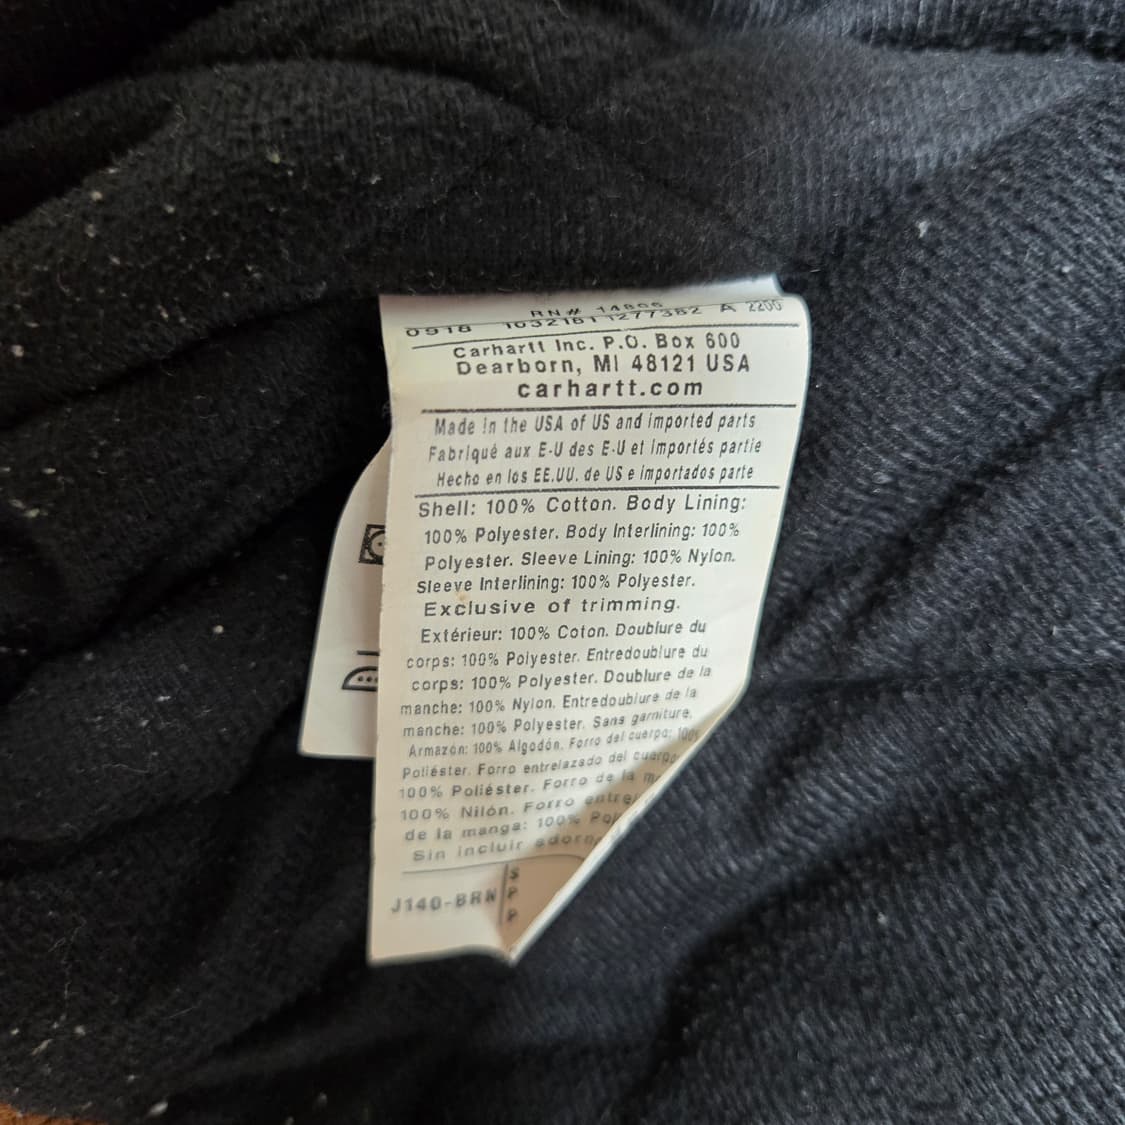 RN# 14806
0918 1032181 1277382 A 2200
Carhartt Inc. P.O. Box 600
Dearborn, MI 48121 USA
carhartt.com
Made in the USA of US and imported parts
Fabriqué aux E-U des E-U et importés partie
Hecho en los EE.UU. de US e importados parte
Shell: 100% Cotton. Body Lining:
100% Polyester. Body Interlining: 100%
Polyester. Sleeve Lining: 100% Nylon.
Sleeve Interlining: 100% Polyester.
Exclusive of trimming.
Extérieur: 100% Coton. Doublure du
corps: 100% Polyester. Entredoublure du
corps: 100% Polyester. Doublure de la
manche: 100% Nylon. Entredoublure de la
manche: 100% Polyester. Sans garniture.
Armazón: 100% Algodón. Forro del cuerpo: 100%
Poliéster. Forro entrelazado del cuerpo
100% Poliéster. Forro de la
100% Nilón. Forro
de la manga: 100%
Sin incluir
J140-BRN
S
P
P